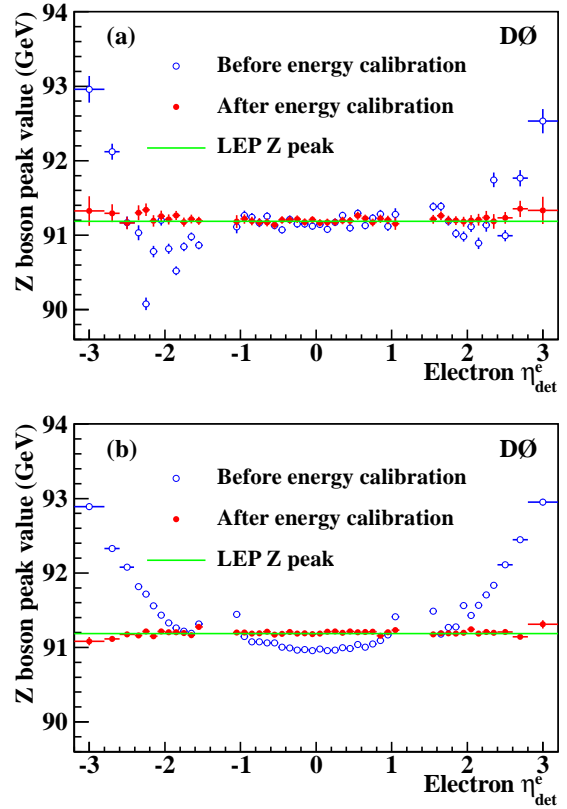 (a) DØ
Before energy calibration
After energy calibration
LEP Z peak
Z boson peak value (GeV)
94
93
92
91
90
-3 -2 -1 0 1 2 3
Electron η^e_det
(b) DØ
Before energy calibration
After energy calibration
LEP Z peak
Z boson peak value (GeV)
94
93
92
91
90
-3 -2 -1 0 1 2 3
Electron η^e_det